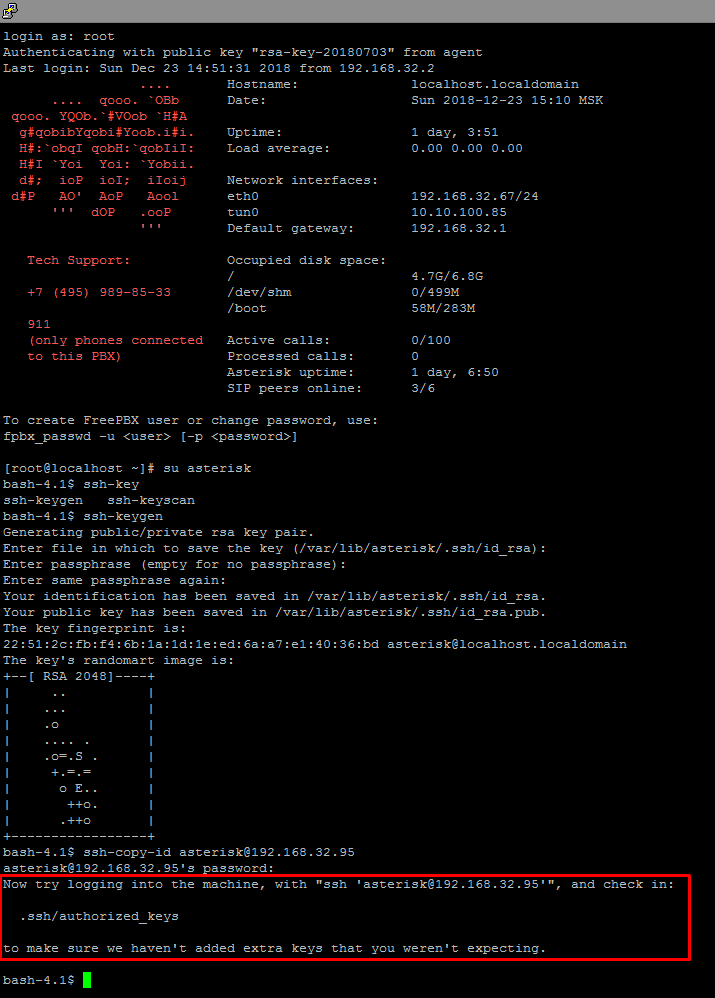 login as: root
Authenticating with public key "rsa-key-20180703" from agent
Last login: Sun Dec 23 14:51:31 2018 from 192.168.32.2
                     ....       Hostname:              localhost.localdomain
      ....  qooo. `OBb      Date:                  Sun 2018-12-23 15:10 MSK
 qooo. YQOb.`#VOob `H#A
  g#qobibYqobi#Yoob.i#i.    Uptime:                1 day, 3:51
  H#:`obqI qobH:`qobIiI:    Load average:          0.00 0.00 0.00
  H#I `Yoi  Yoi: `Yobii.
  d#;  ioP  ioI;  iIoij     Network interfaces:
 d#P   AO'  AoP   Aool      eth0                   192.168.32.67/24
      '''  dOP   .ooP       tun0                   10.10.100.85
                 '''        Default gateway:       192.168.32.1

   Tech Support:            Occupied disk space:
                            /                      4.7G/6.8G
   +7 (495) 989-85-33       /dev/shm               0/499M
                            /boot                  58M/283M
   911
   (only phones connected   Active calls:          0/100
   to this PBX)             Processed calls:       0
                            Asterisk uptime:       1 day, 6:50
                            SIP peers online:      3/6

To create FreePBX user or change password, use:
fpbx_passwd -u <user> [-p <password>]

[root@localhost ~]# su asterisk
bash-4.1$ ssh-key
ssh-keygen   ssh-keyscan
bash-4.1$ ssh-keygen
Generating public/private rsa key pair.
Enter file in which to save the key (/var/lib/asterisk/.ssh/id_rsa):
Enter passphrase (empty for no passphrase):
Enter same passphrase again:
Your identification has been saved in /var/lib/asterisk/.ssh/id_rsa.
Your public key has been saved in /var/lib/asterisk/.ssh/id_rsa.pub.
The key fingerprint is:
22:51:2c:fb:f4:6b:1a:1d:1e:ed:6a:a7:e1:40:36:bd asterisk@localhost.localdomain
The key's randomart image is:
+--[ RSA 2048]----+
|     ..          |
|    ...          |
|    .o           |
|    .... .       |
|    .o=.S .      |
|     +.=.=       |
|      o E..      |
|       ++o.      |
|      .++o       |
+-----------------+
bash-4.1$ ssh-copy-id asterisk@192.168.32.95
asterisk@192.168.32.95's password:
Now try logging into the machine, with "ssh 'asterisk@192.168.32.95'", and check in:

  .ssh/authorized_keys

to make sure we haven't added extra keys that you weren't expecting.

bash-4.1$